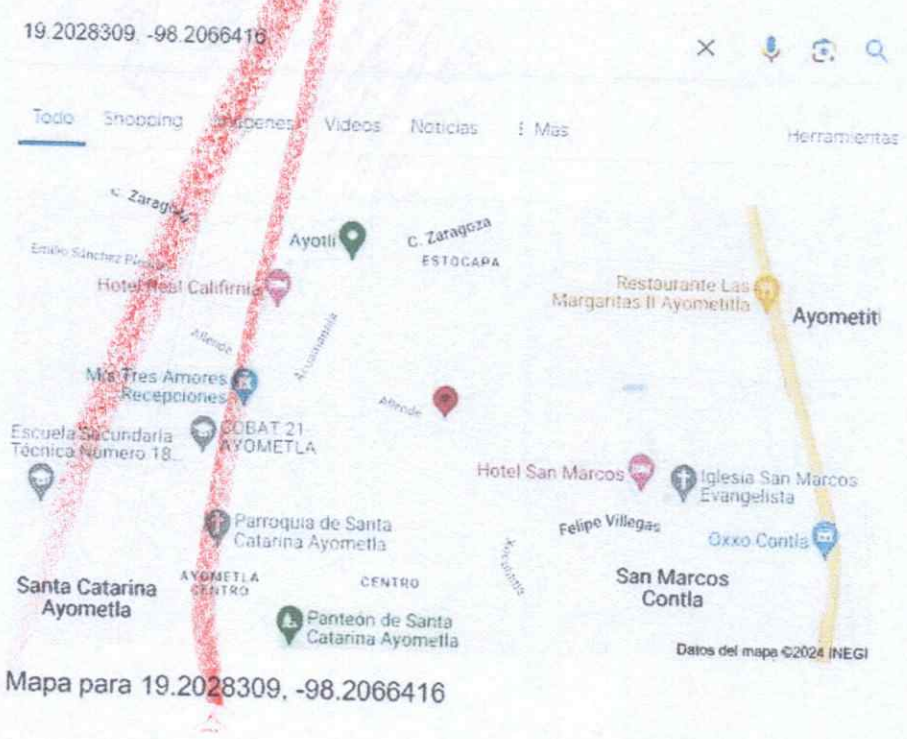 19.2028309, -98.2066416
Todo Shopping Imágenes Videos Noticias ⋮ Más Herramientas
C. Zaragoza
Ayotli
C. Zaragoza
ESTOCAPA
Hotel Real California
Restaurante Las
Margaritas II Ayometitla
Ayometitl
Allende
Mis Tres Amores
Recepciones
Allende
COBAT 21-
AYOMETLA
Escuela Secundaria
Técnica Número 18...
Hotel San Marcos
Iglesia San Marcos
Evangelista
Parroquia de Santa
Catarina Ayometla
Felipe Villegas
Oxxo Contla
AYOMETLA
CENTRO
CENTRO
Santa Catarina
Ayometla
San Marcos
Contla
Panteón de Santa
Catarina Ayometla
Datos del mapa ©2024 INEGI
Mapa para 19.2028309, -98.2066416